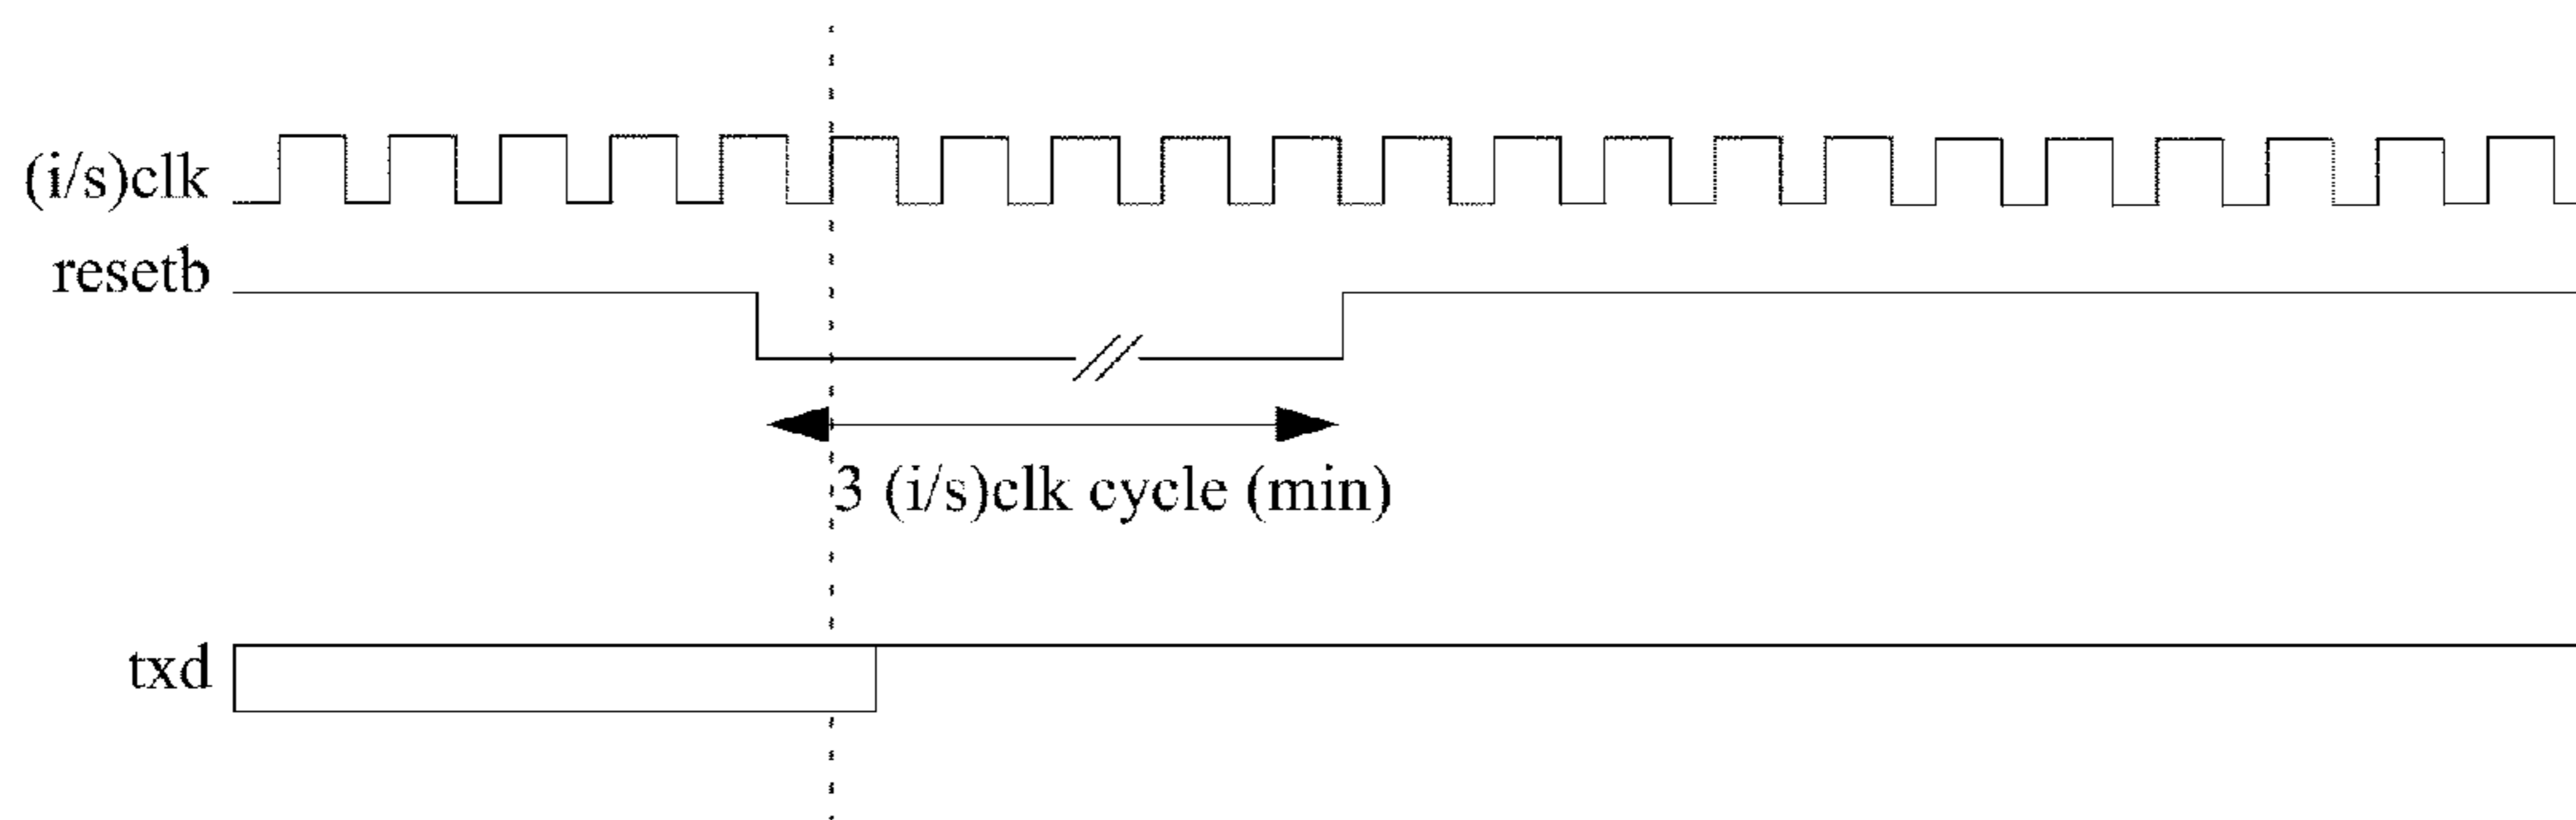 (i/s)clk
resetb
3 (i/s)clk cycle (min)
txd